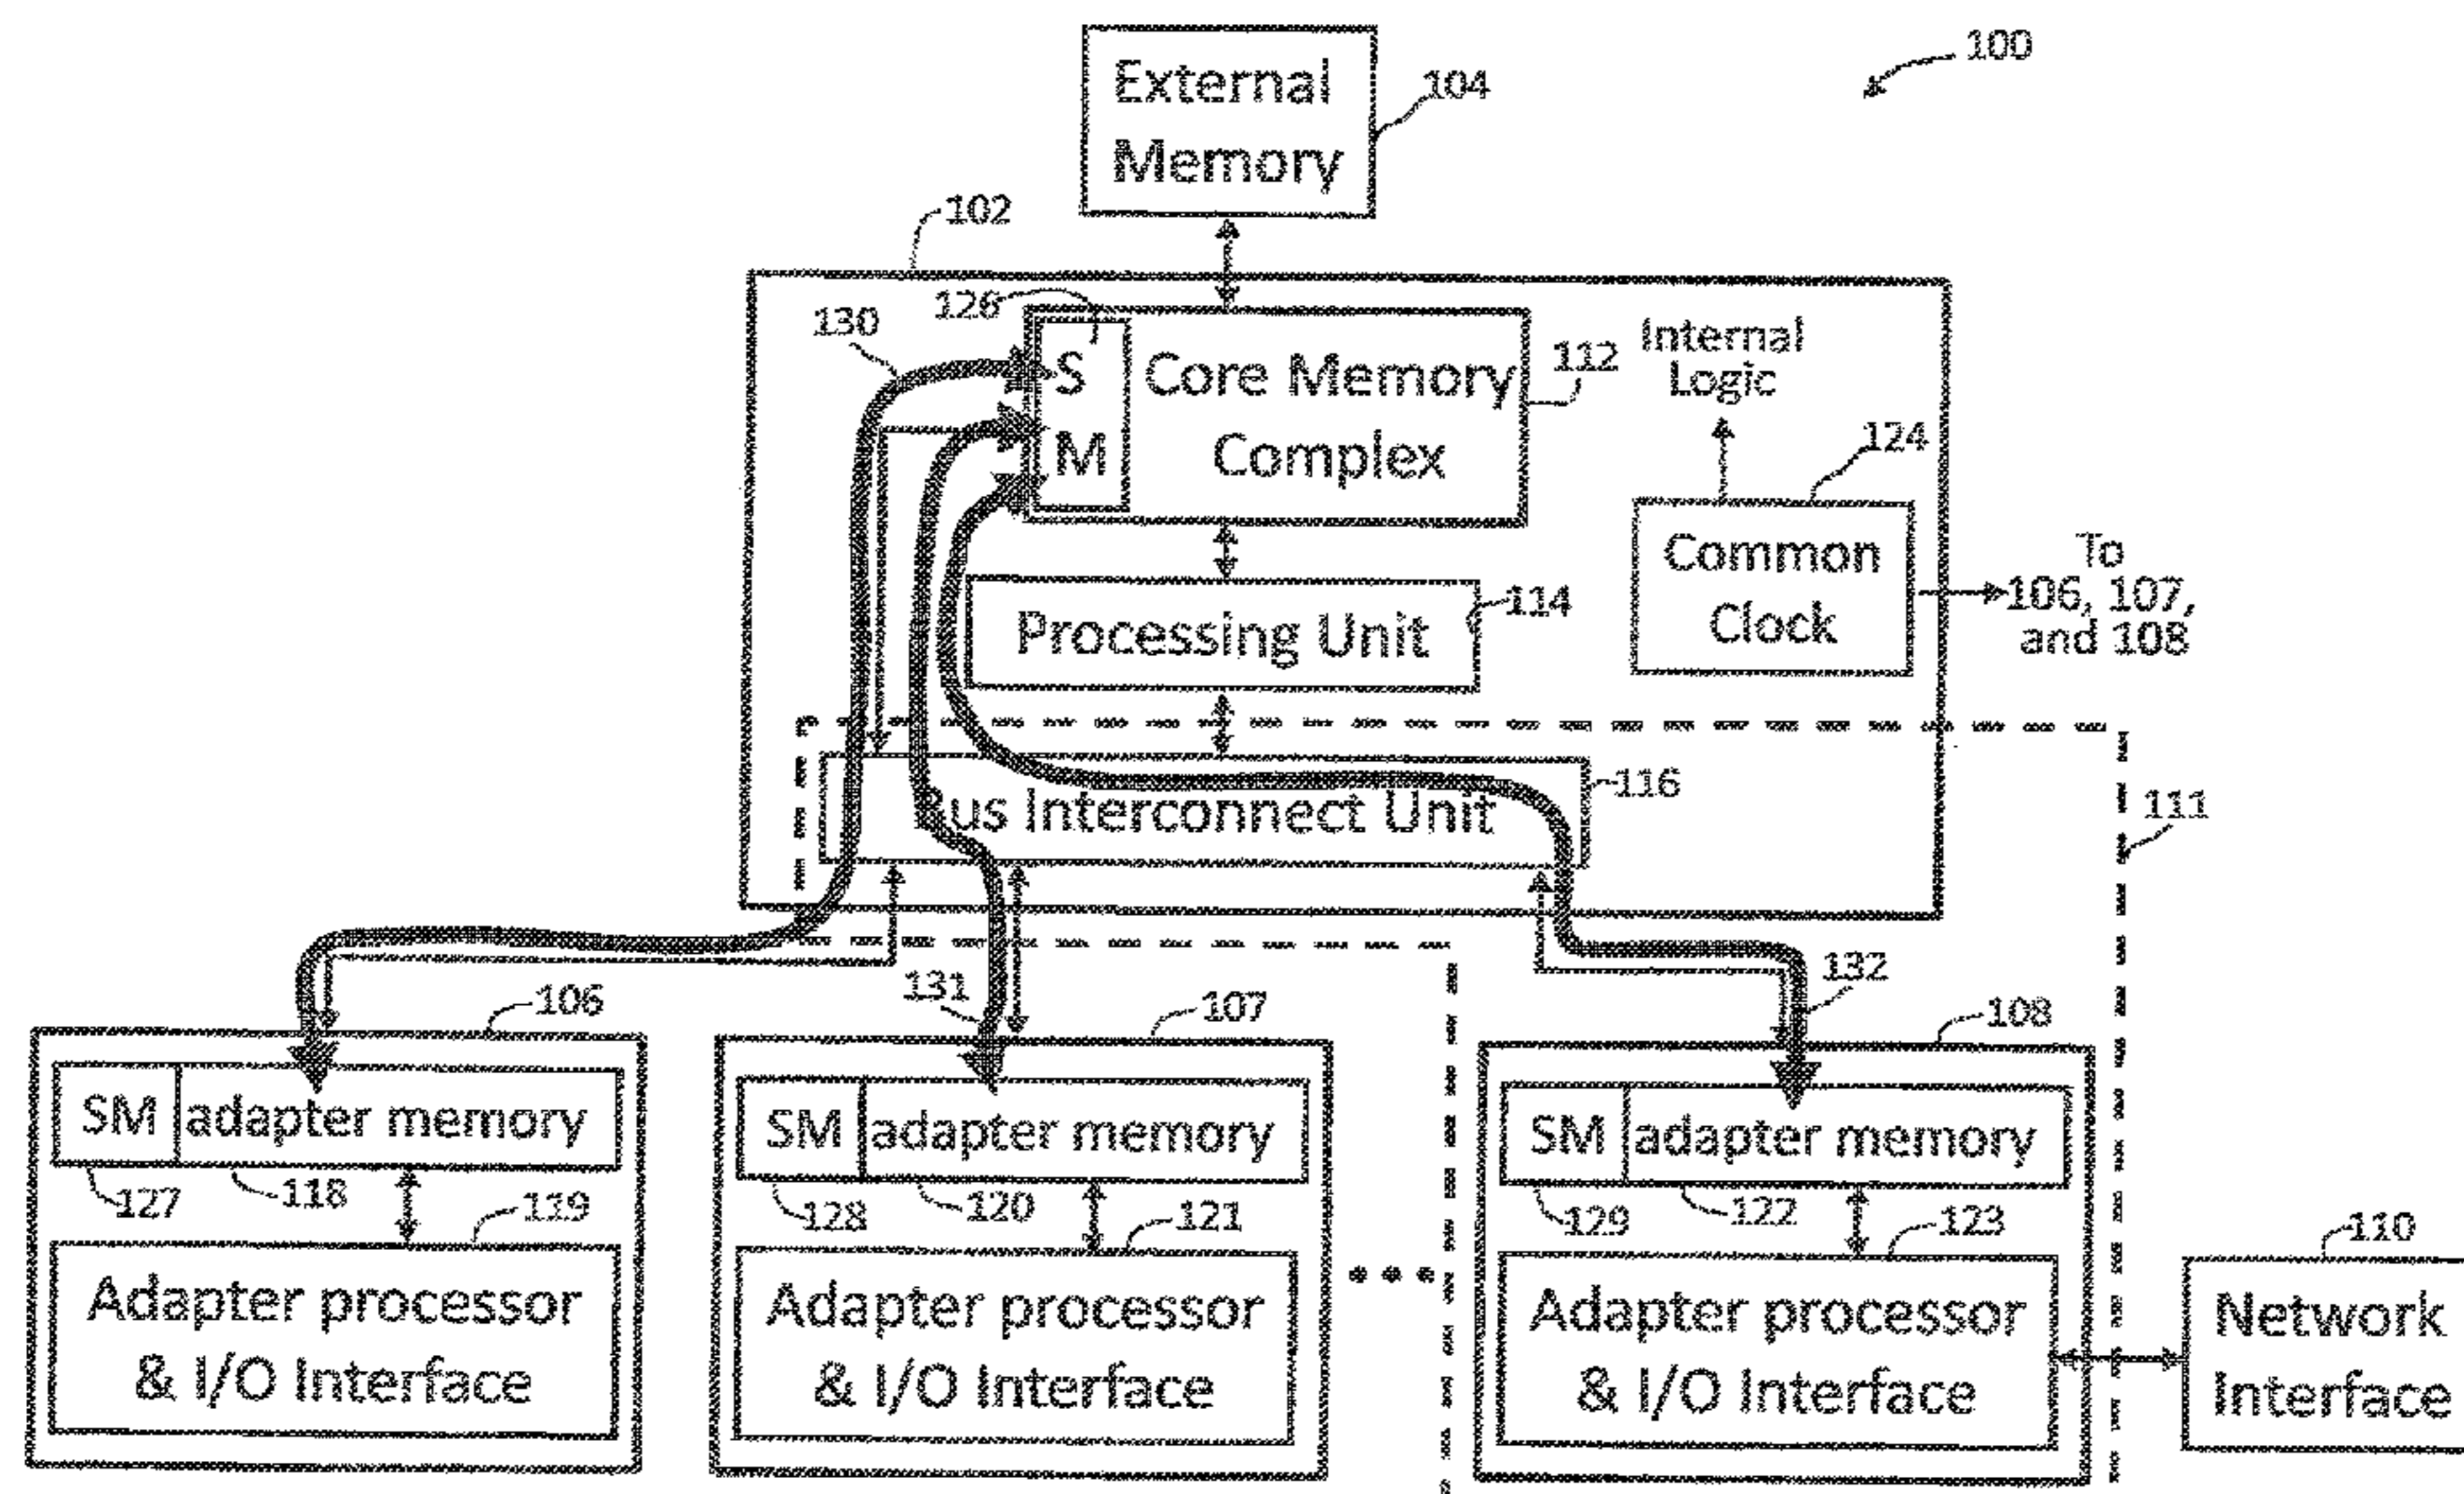 100
External
Memory
104
102
126
130
S
M
Core Memory
Complex
112
Internal
Logic
124
Common
Clock
To
106, 107,
and 108
Processing Unit
114
Bus Interconnect Unit
116
111
131
132
106
107
108
SM
adapter memory
127
118
119
Adapter processor
& I/O Interface
SM
adapter memory
128
120
121
Adapter processor
& I/O Interface
SM
adapter memory
129
122
123
Adapter processor
& I/O Interface
110
Network
Interface